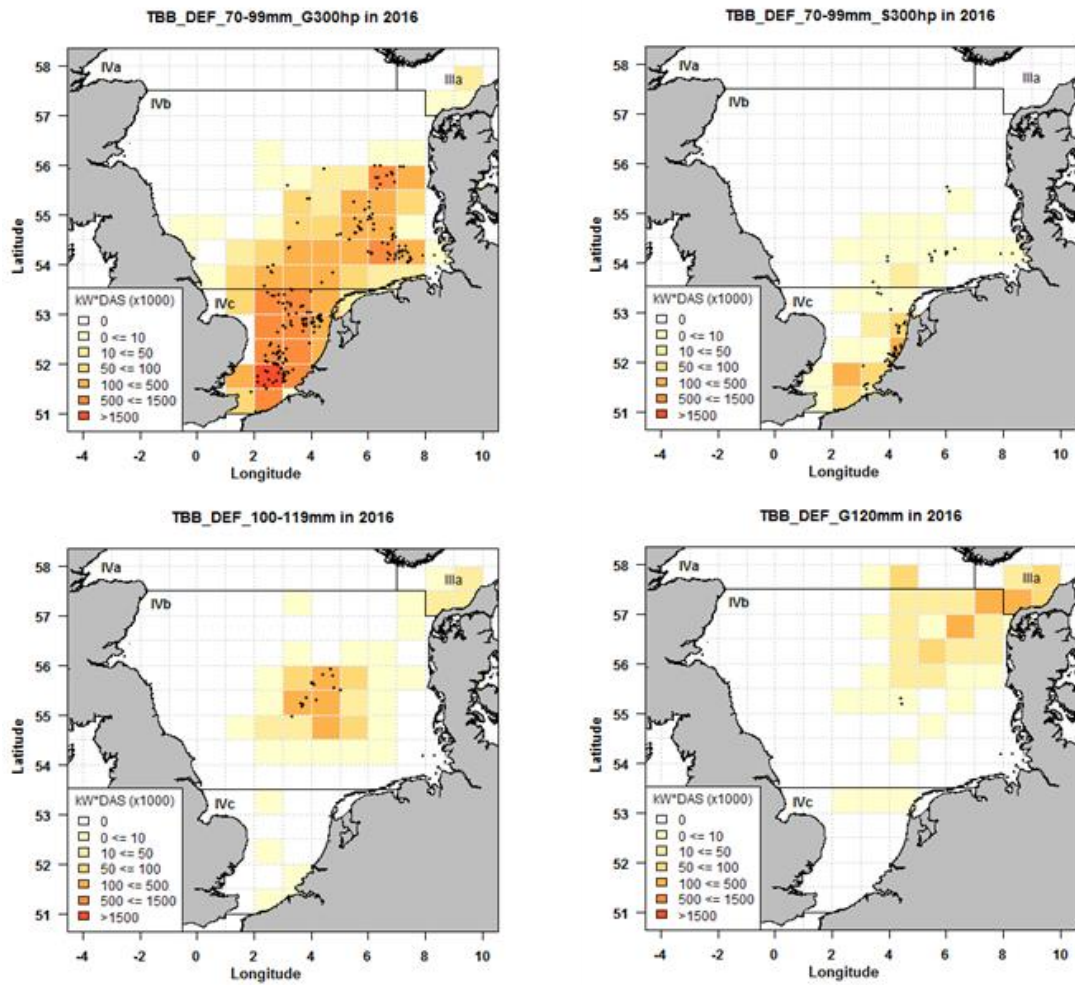 TBB_DEF_70-99mm_G300hp in 2016
58
57
56
55
54
53
52
51
Latitude
IVa
IIIa
IVb
IVc
kW*DAS (x1000)
0
0 <= 10
10 <= 50
50 <= 100
100 <= 500
500 <= 1500
>1500
-4 -2 0 2 4 6 8 10
Longitude
TBB_DEF_70-99mm_S300hp in 2016
58
57
56
55
54
53
52
51
Latitude
IVa
IIIa
IVb
IVc
kW*DAS (x1000)
0
0 <= 10
10 <= 50
50 <= 100
100 <= 500
500 <= 1500
>1500
-4 -2 0 2 4 6 8 10
Longitude
TBB_DEF_100-119mm in 2016
58
57
56
55
54
53
52
51
Latitude
IVa
IIIa
IVb
IVc
kW*DAS (x1000)
0
0 <= 10
10 <= 50
50 <= 100
100 <= 500
500 <= 1500
>1500
-4 -2 0 2 4 6 8 10
Longitude
TBB_DEF_G120mm in 2016
58
57
56
55
54
53
52
51
Latitude
IVa
IIIa
IVb
IVc
kW*DAS (x1000)
0
0 <= 10
10 <= 50
50 <= 100
100 <= 500
500 <= 1500
>1500
-4 -2 0 2 4 6 8 10
Longitude